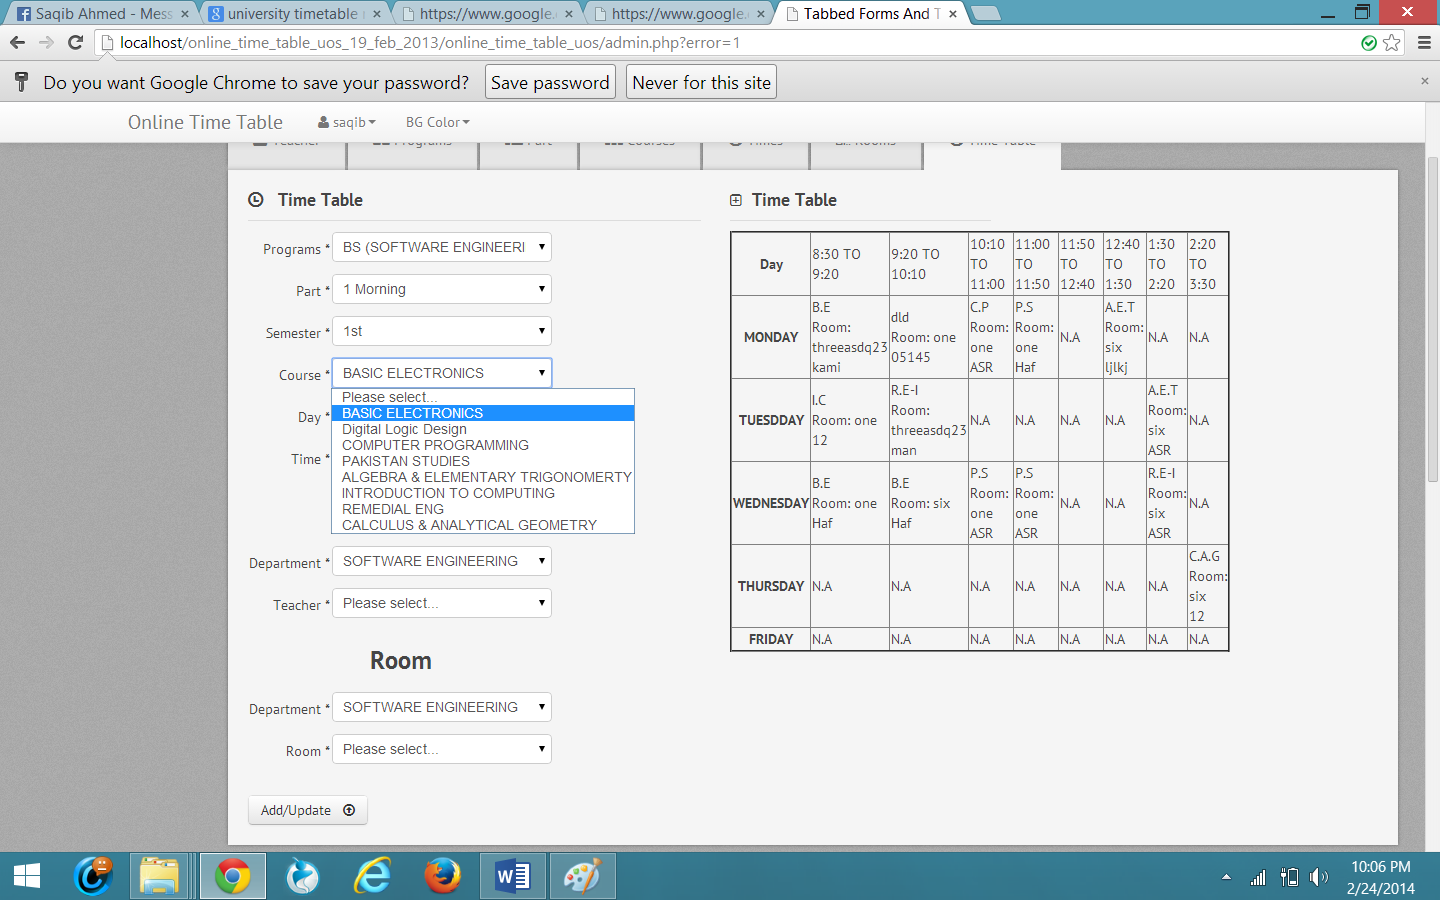 Saqib Ahmed - Mess
university timetable
https://www.google.
https://www.google.
Tabbed Forms And T
localhost/online_time_table_uos_19_feb_2013/online_time_table_uos/admin.php?error=1
Do you want Google Chrome to save your password?
Save password
Never for this site
Online Time Table
saqib
BG Color
Teacher
Programs
Part
Courses
Times
Rooms
Time Table
Time Table
Programs *
BS (SOFTWARE ENGINEERI
Part *
1 Morning
Semester *
1st
Course *
BASIC ELECTRONICS
Please select...
BASIC ELECTRONICS
Digital Logic Design
COMPUTER PROGRAMMING
PAKISTAN STUDIES
ALGEBRA & ELEMENTARY TRIGONOMERTY
INTRODUCTION TO COMPUTING
REMEDIAL ENG
CALCULUS & ANALYTICAL GEOMETRY
Day *
Time *
Department *
SOFTWARE ENGINEERING
Teacher *
Please select...
Room
Department *
SOFTWARE ENGINEERING
Room *
Please select...
Add/Update
Time Table
Day
8:30 TO
9:20
9:20 TO
10:10
10:10
TO
11:00
11:00
TO
11:50
11:50
TO
12:40
12:40
TO
1:30
1:30
TO
2:20
2:20
TO
3:30
MONDAY
B.E
Room:
threeasdq23
kami
dld
Room: one
05145
C.P
Room:
one
ASR
P.S
Room:
one
Haf
N.A
A.E.T
Room:
six
ljlkj
N.A
N.A
TUESDDAY
I.C
Room: one
12
R.E-I
Room:
threeasdq23
man
N.A
N.A
N.A
N.A
A.E.T
Room:
six
ASR
N.A
WEDNESDAY
B.E
Room: one
Haf
B.E
Room: six
Haf
P.S
Room:
one
ASR
P.S
Room:
one
ASR
N.A
N.A
R.E-I
Room:
six
ASR
N.A
THURSDAY
N.A
N.A
N.A
N.A
N.A
N.A
N.A
C.A.G
Room:
six
12
FRIDAY
N.A
N.A
N.A
N.A
N.A
N.A
N.A
N.A
10:06 PM
2/24/2014